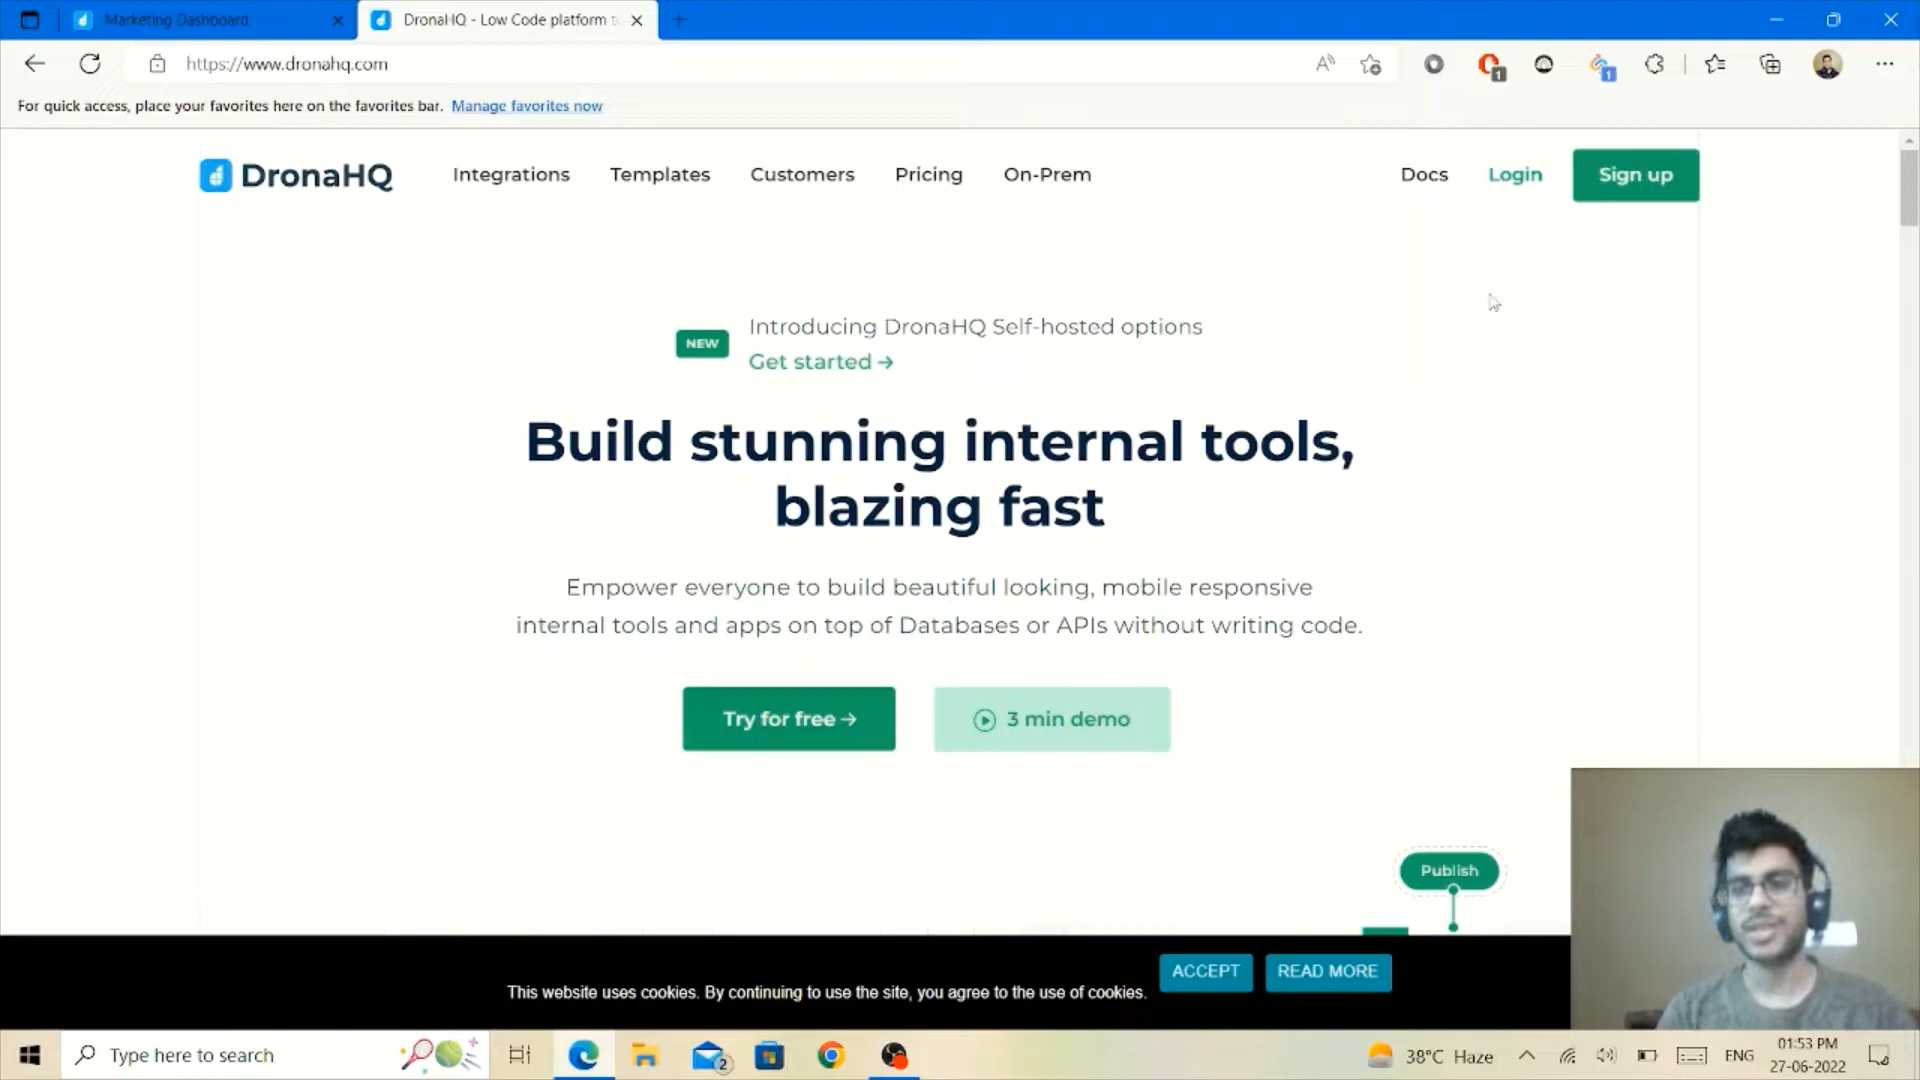 Marketing Dashboard
DronaHQ - Low Code platform to
https://www.dronahq.com
For quick access, place your favorites here on the favorites bar. Manage favorites now
DronaHQ
Integrations
Templates
Customers
Pricing
On-Prem
Docs
Login
Sign up
NEW
Introducing DronaHQ Self-hosted options
Get started →
Build stunning internal tools,
blazing fast
Empower everyone to build beautiful looking, mobile responsive
internal tools and apps on top of Databases or APIs without writing code.
Try for free →
3 min demo
Publish
This website uses cookies. By continuing to use the site, you agree to the use of cookies.
ACCEPT
READ MORE
Type here to search
2
38°C Haze
ENG
01:53 PM
27-06-2022
1
1